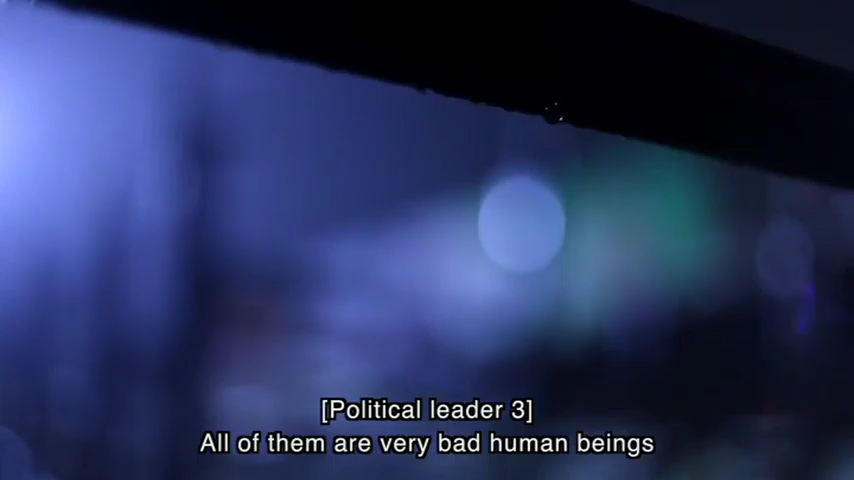 [Political leader 3]
All of them are very bad human beings